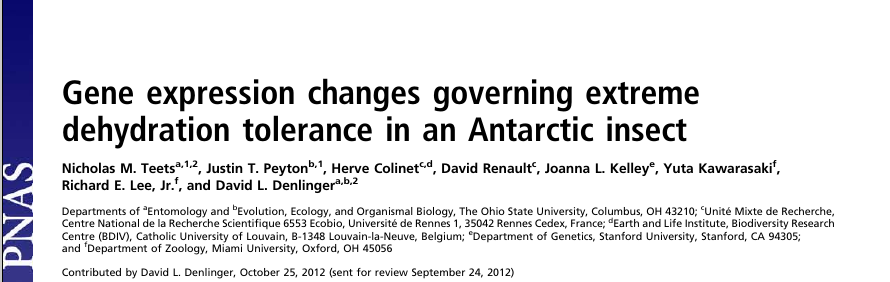 PNAS
Gene expression changes governing extreme
dehydration tolerance in an Antarctic insect
Nicholas M. Teetsa,1,2, Justin T. Peytonb,1, Herve Colinetc,d, David Renaultc, Joanna L. Kelleye, Yuta Kawarasakif,
Richard E. Lee, Jr.f, and David L. Denlingera,b,2
Departments of aEntomology and bEvolution, Ecology, and Organismal Biology, The Ohio State University, Columbus, OH 43210; cUnité Mixte de Recherche,
Centre National de la Recherche Scientifique 6553 Ecobio, Université de Rennes 1, 35042 Rennes Cedex, France; dEarth and Life Institute, Biodiversity Research
Centre (BDIV), Catholic University of Louvain, B-1348 Louvain-la-Neuve, Belgium; eDepartment of Genetics, Stanford University, Stanford, CA 94305;
and fDepartment of Zoology, Miami University, Oxford, OH 45056
Contributed by David L. Denlinger, October 25, 2012 (sent for review September 24, 2012)